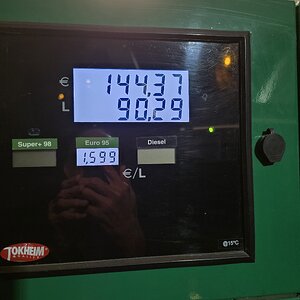 € 144,37
L 90,29
Super+ 98 Euro 95 Diesel
1,599
€/L
TOKHEIM
@15°C